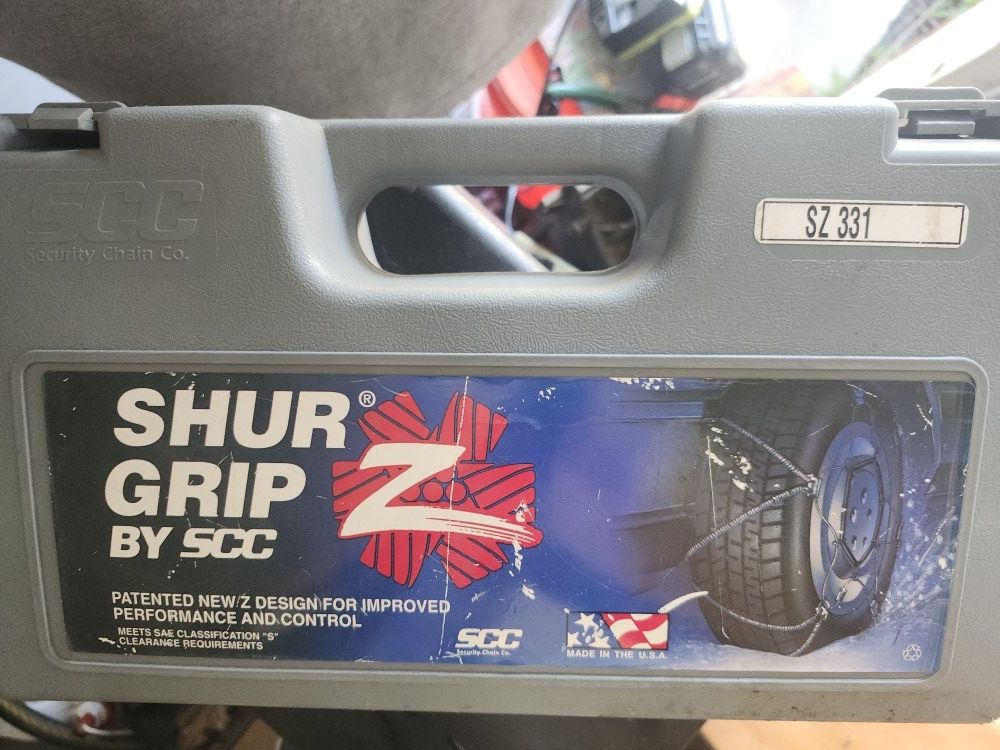 SCC
Security Chain Co.
SZ 331
SHUR®
GRIP
BY SCC
Z
PATENTED NEW Z DESIGN FOR IMPROVED
PERFORMANCE AND CONTROL
MEETS SAE CLASSIFICATION "S"
CLEARANCE REQUIREMENTS
SCC
Security Chain Co.
MADE IN THE U.S.A.